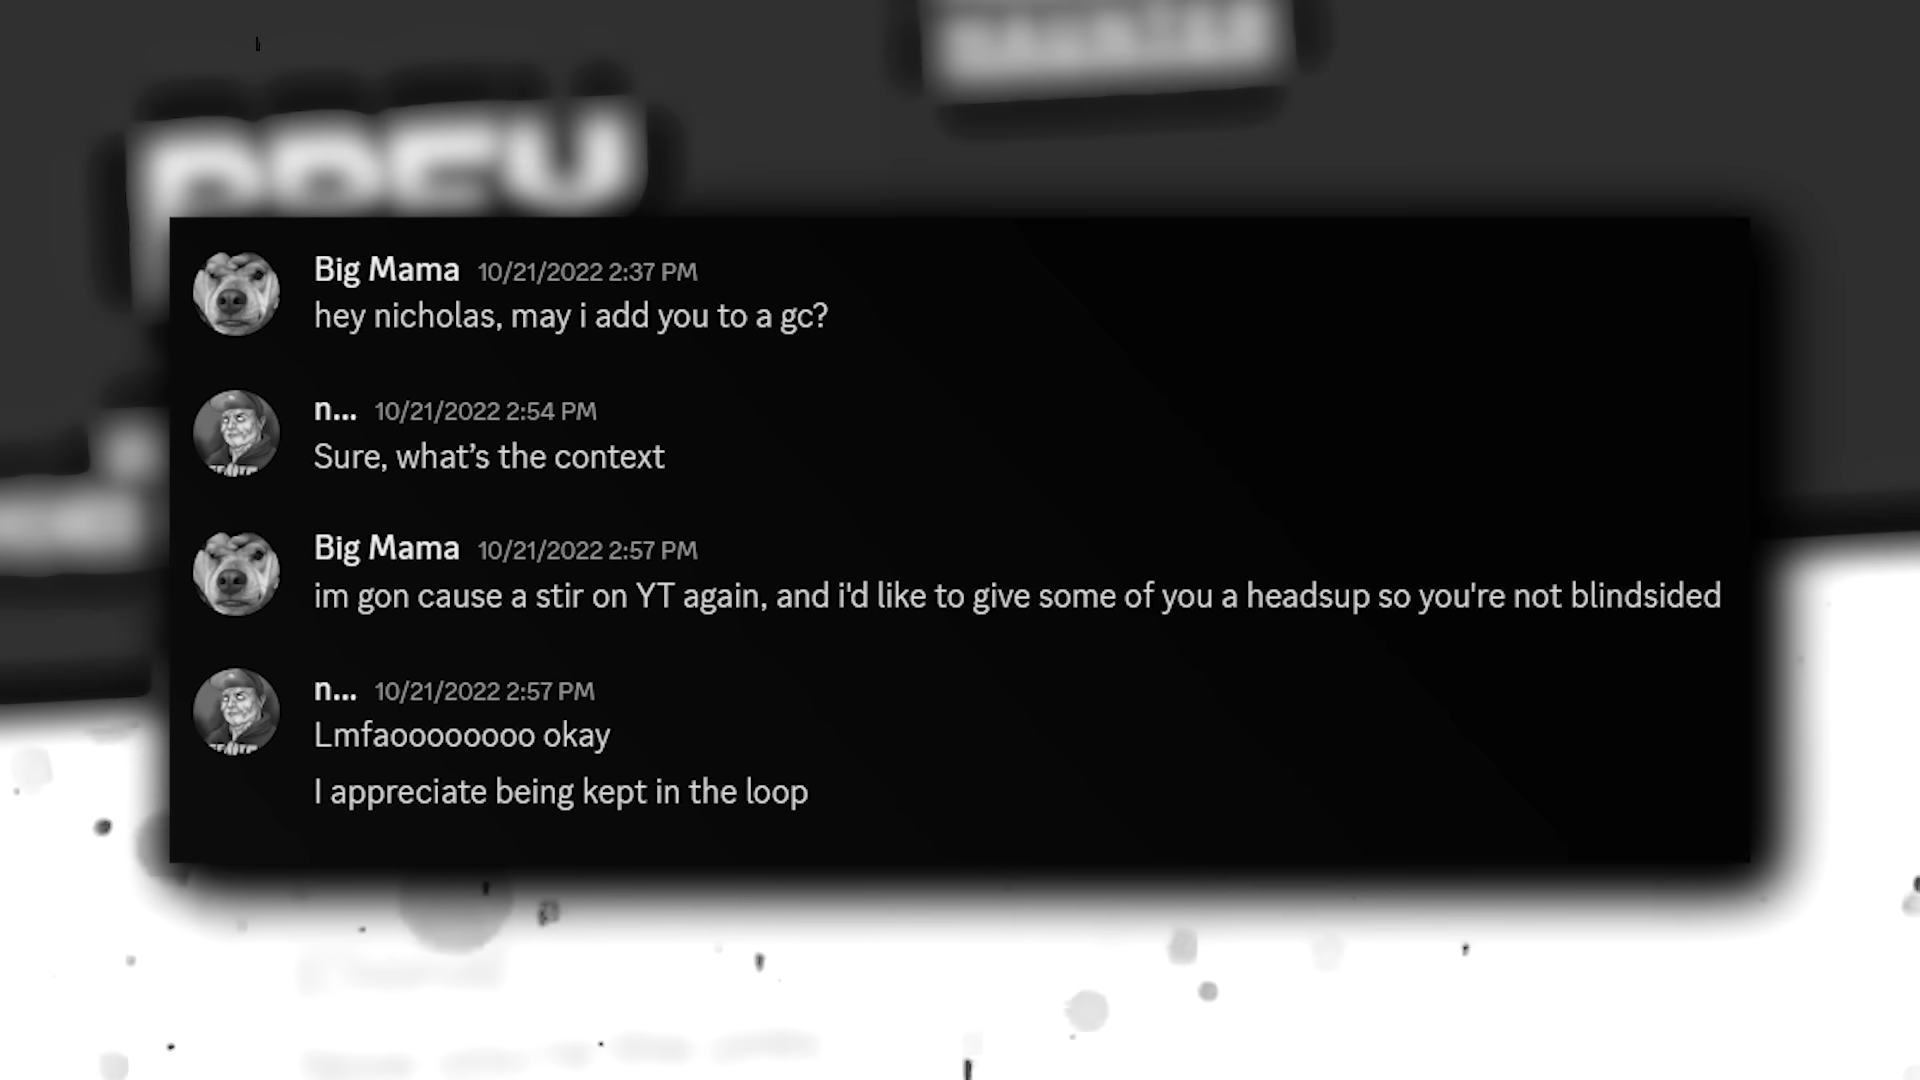 Big Mama 10/21/2022 2:37 PM
hey nicholas, may i add you to a gc?
n... 10/21/2022 2:54 PM
Sure, what’s the context
Big Mama 10/21/2022 2:57 PM
im gon cause a stir on YT again, and i'd like to give some of you a headsup so you're not blindsided
n... 10/21/2022 2:57 PM
Lmfaoooooooo okay
I appreciate being kept in the loop